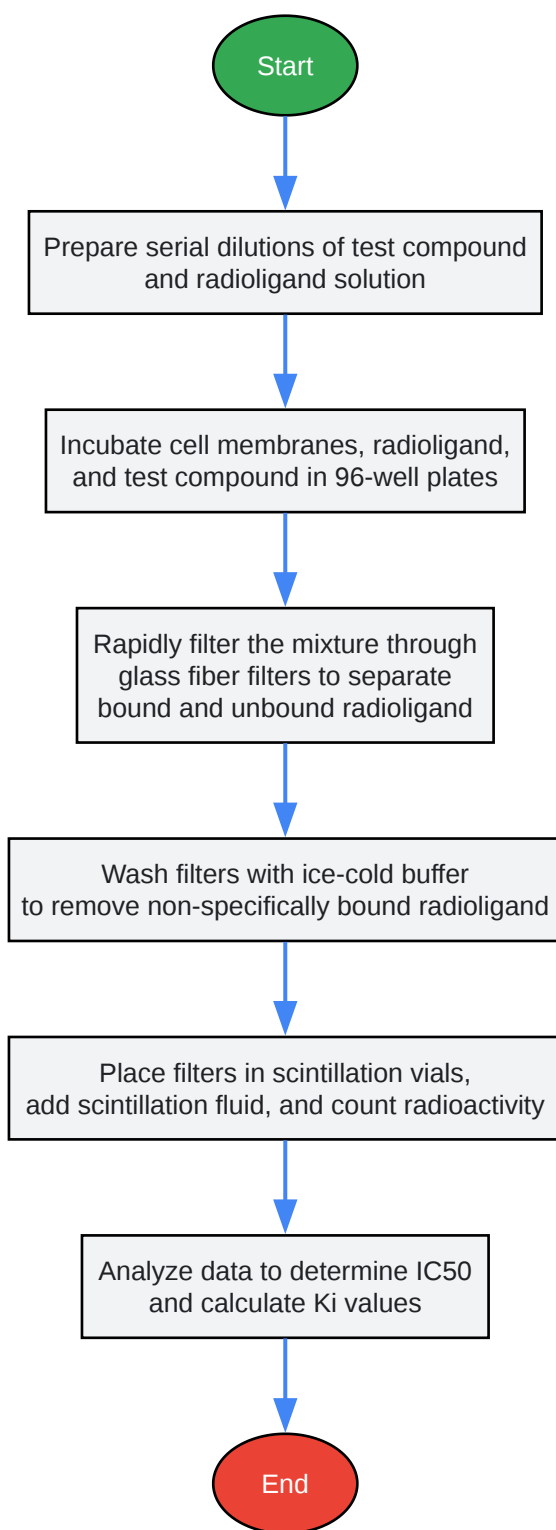 Start
Prepare serial dilutions of test compound
and radioligand solution
Incubate cell membranes, radioligand,
and test compound in 96-well plates
Rapidly filter the mixture through
glass fiber filters to separate
bound and unbound radioligand
Wash filters with ice-cold buffer
to remove non-specifically bound radioligand
Place filters in scintillation vials,
add scintillation fluid, and count radioactivity
Analyze data to determine IC50
and calculate Ki values
End